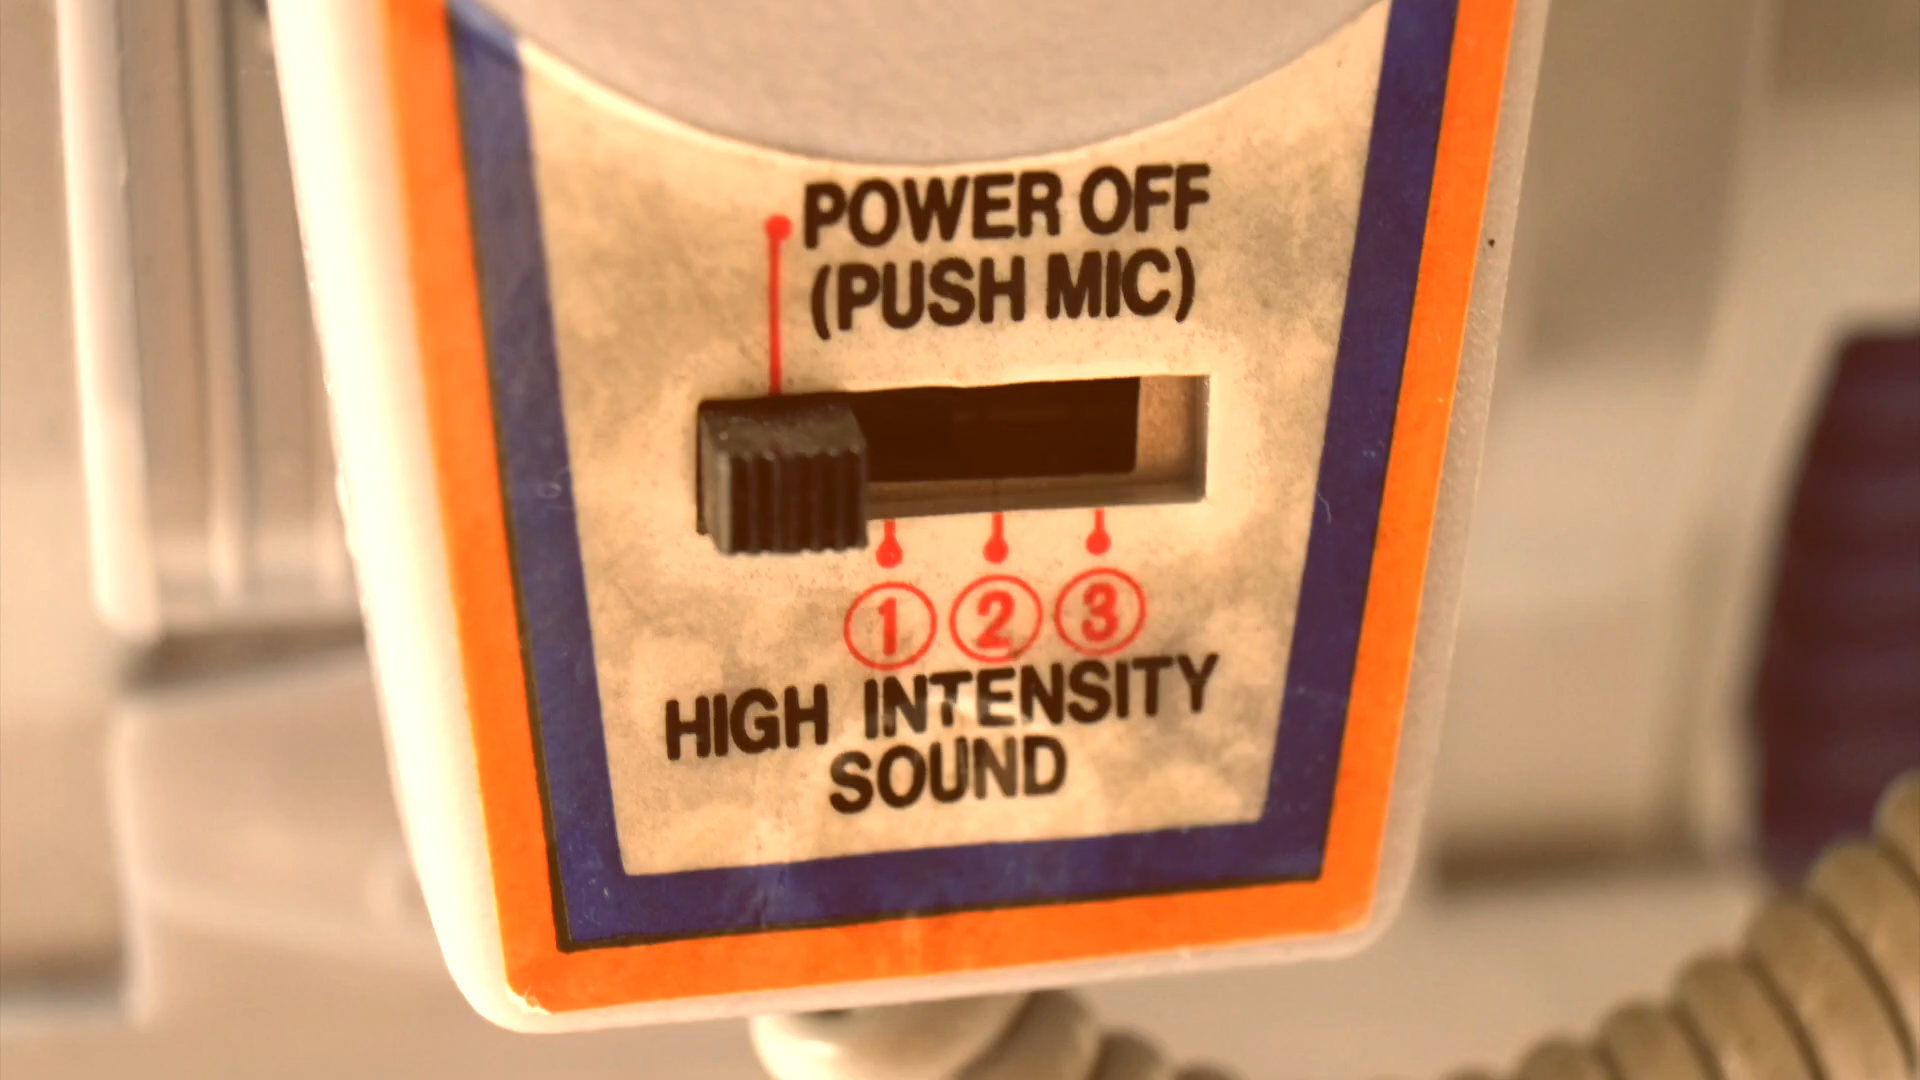 POWER OFF
(PUSH MIC)
① ② ③
HIGH INTENSITY
SOUND